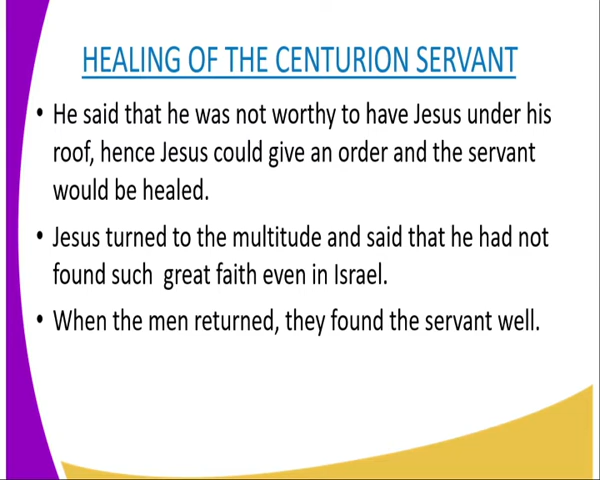 HEALING OF THE CENTURION SERVANT
• He said that he was not worthy to have Jesus under his
roof, hence Jesus could give an order and the servant
would be healed.
• Jesus turned to the multitude and said that he had not
found such great faith even in Israel.
• When the men returned, they found the servant well.